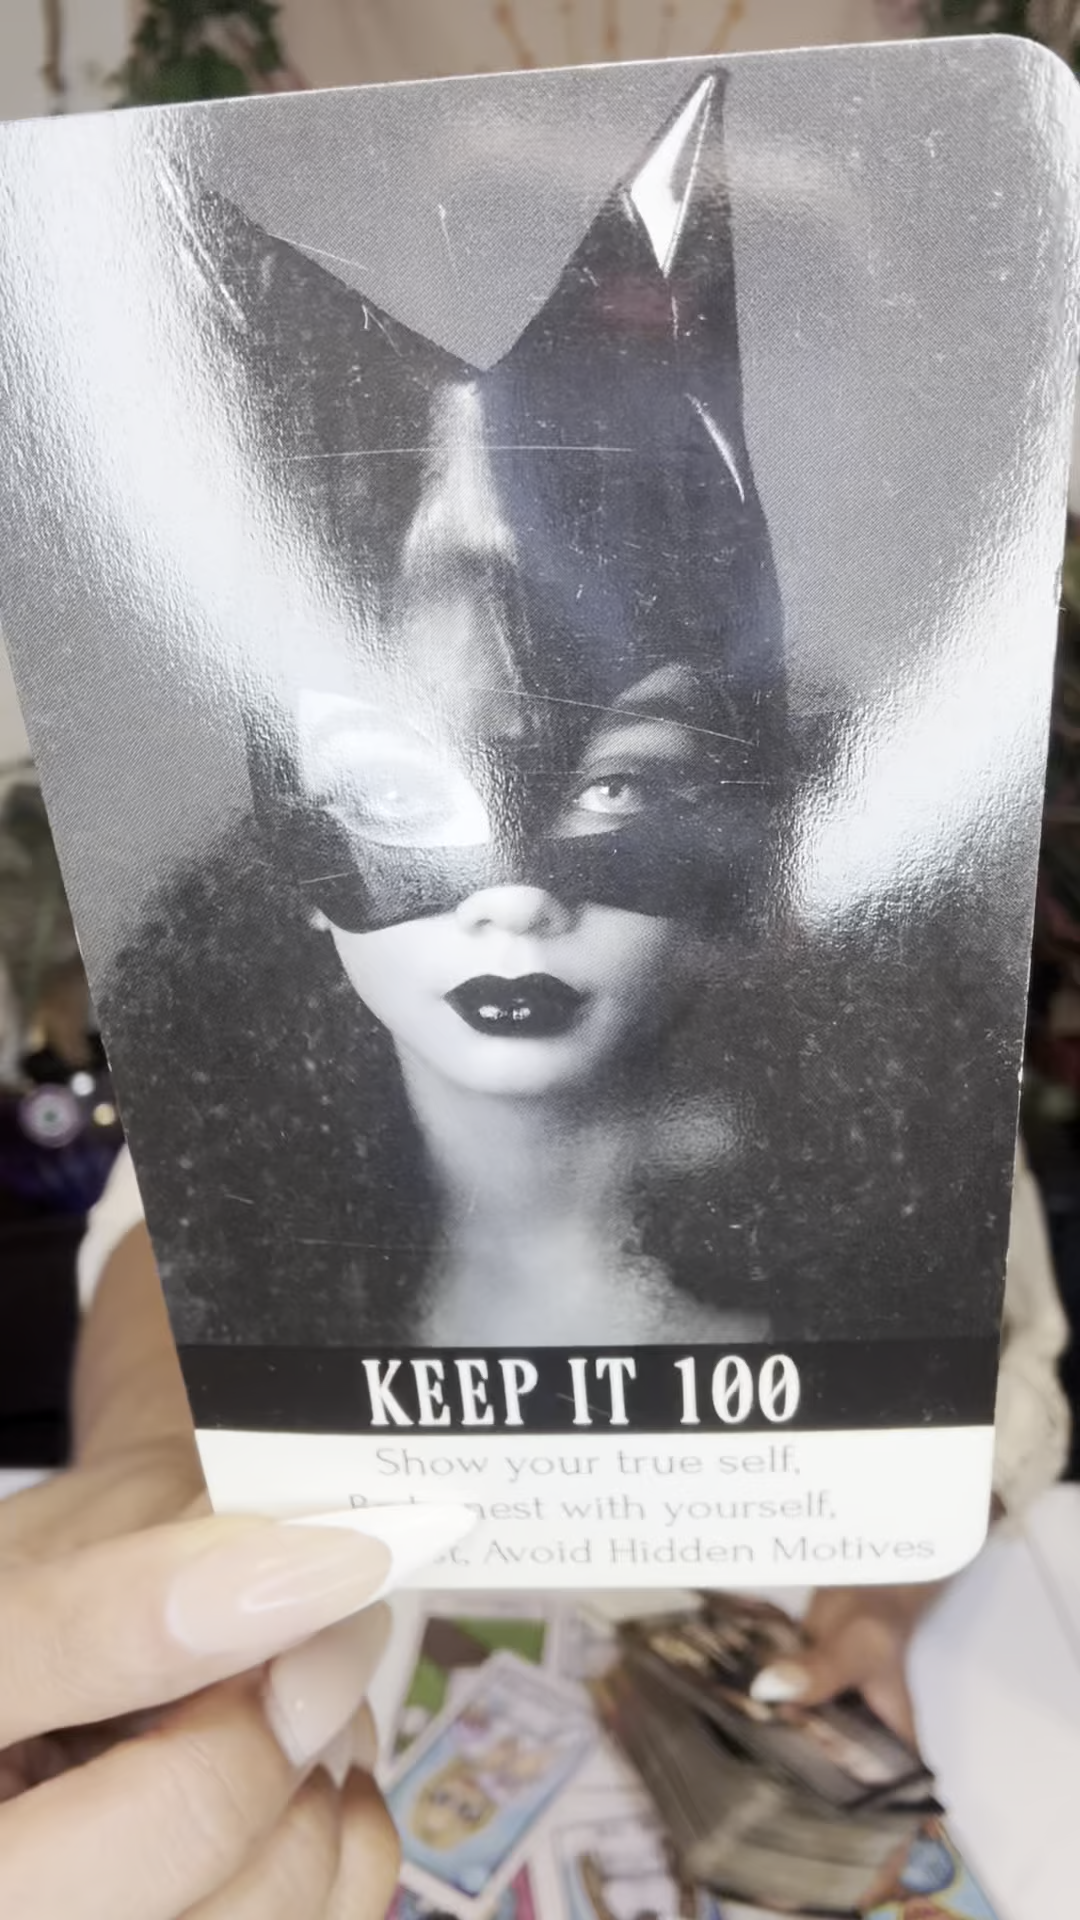 KEEP IT 100
Show your true self,
with yourself,
Avoid Hidden Motives